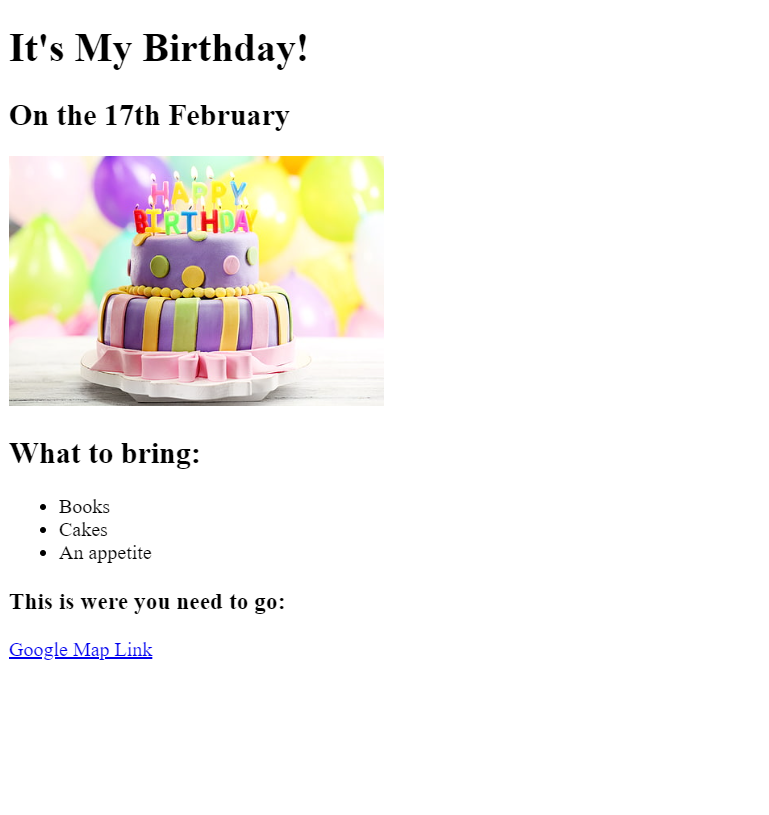 It's My Birthday!
On the 17th February
HAPPY
BIRTHDAY
What to bring:
Books
Cakes
An appetite
This is were you need to go:
Google Map Link